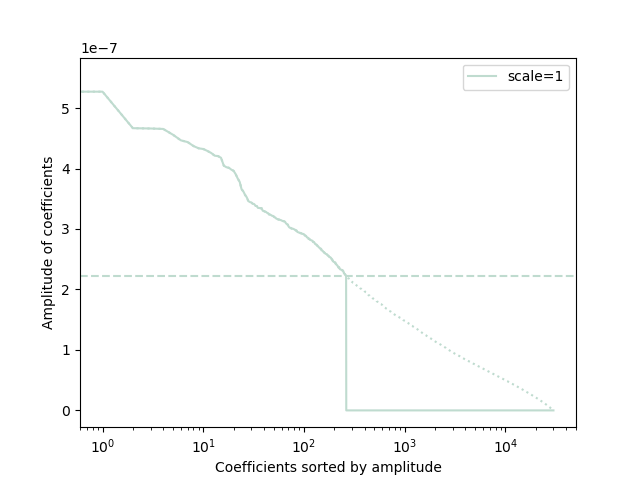 1e−7
scale=1
5
4
3
2
1
0
10⁰
10¹
10²
10³
10⁴
Amplitude of coefficients
Coefficients sorted by amplitude